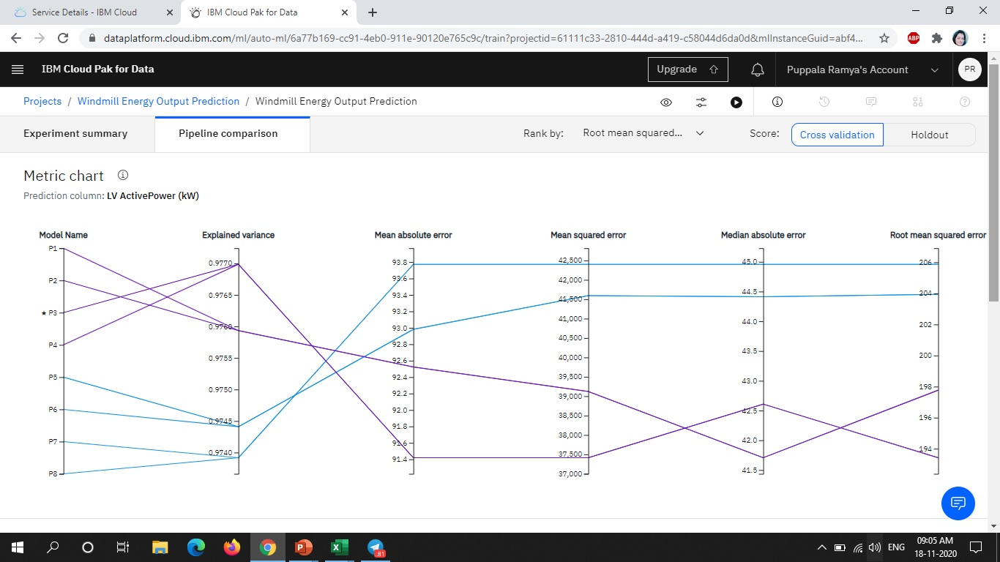 Service Details - IBM Cloud
IBM Cloud Pak for Data
dataplatform.cloud.ibm.com/ml/auto-ml/6a77b169-cc91-4eb0-911e-90120e765c9c/train?projectid=61111c33-2810-444d-a419-c58044d6da0d&mlInstanceGuid=abf4...
ABP
IBM Cloud Pak for Data
Upgrade
Puppala Ramya's Account
PR
Projects / Windmill Energy Output Prediction / Windmill Energy Output Prediction
Experiment summary
Pipeline comparison
Rank by:
Root mean squared...
Score:
Cross validation
Holdout
Metric chart
Prediction column: LV ActivePower (kW)
Model Name
P1
P2
★ P3
P4
P5
P6
P7
P8
Explained variance
0.9770
0.9765
0.9760
0.9755
0.9750
0.9745
0.9740
Mean absolute error
93.8
93.6
93.4
93.2
93.0
92.8
92.6
92.4
92.2
92.0
91.8
91.6
91.4
Mean squared error
42,500
42,000
41,500
41,000
40,500
40,000
39,500
39,000
38,500
38,000
37,500
37,000
Median absolute error
45.0
44.5
44.0
43.5
43.0
42.5
42.0
41.5
Root mean squared error
206
204
202
200
198
196
194
81
ENG
09:05 AM
18-11-2020